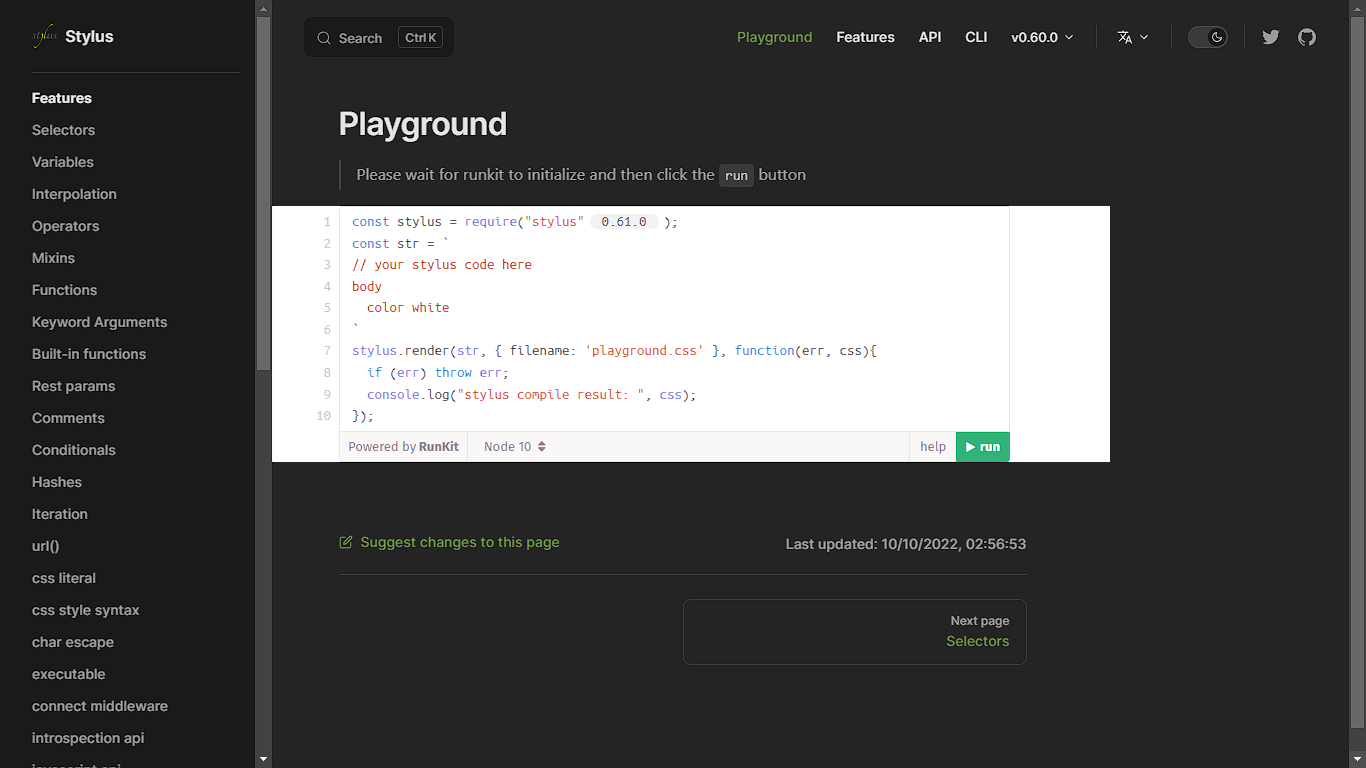 stylus Stylus
Search Ctrl K
Playground Features API CLI v0.60.0
Features
Selectors
Variables
Interpolation
Operators
Mixins
Functions
Keyword Arguments
Built-in functions
Rest params
Comments
Conditionals
Hashes
Iteration
url()
css literal
css style syntax
char escape
executable
connect middleware
introspection api
javascript api
Playground
Please wait for runkit to initialize and then click the run button
1 const stylus = require("stylus" 0.61.0 );
2 const str = `
3 // your stylus code here
4 body
5   color white
6 `
7 stylus.render(str, { filename: 'playground.css' }, function(err, css){
8   if (err) throw err;
9   console.log("stylus compile result: ", css);
10 });
Powered by RunKit Node 10 help run
Suggest changes to this page
Last updated: 10/10/2022, 02:56:53
Next page
Selectors